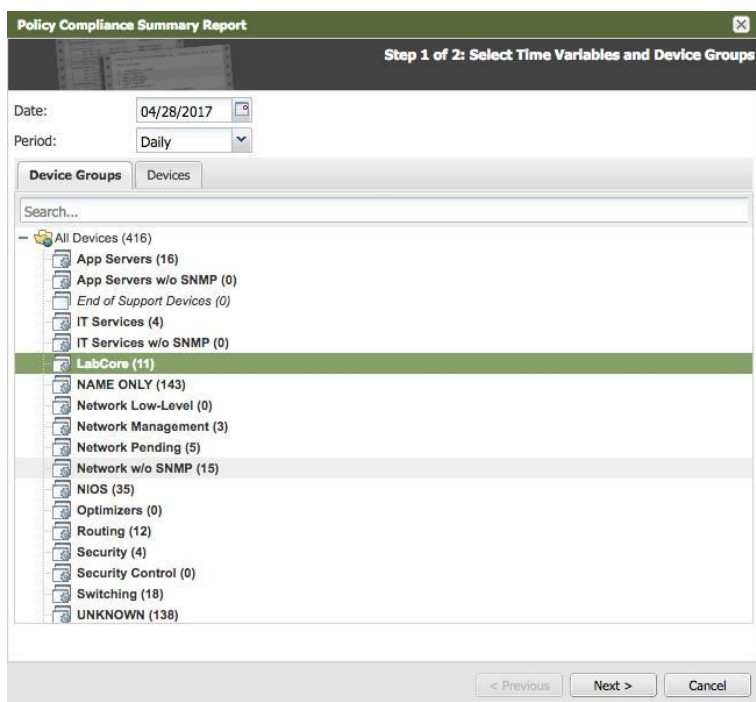 Policy Compliance Summary Report
Step 1 of 2: Select Time Variables and Device Groups
Date: 04/28/2017
Period: Daily
Device Groups Devices
Search...
All Devices (416)
App Servers (16)
App Servers w/o SNMP (0)
End of Support Devices (0)
IT Services (4)
IT Services w/o SNMP (0)
LabCore (11)
NAME ONLY (143)
Network Low-Level (0)
Network Management (3)
Network Pending (5)
Network w/o SNMP (15)
NIOS (35)
Optimizers (0)
Routing (12)
Security (4)
Security Control (0)
Switching (18)
UNKNOWN (138)
< Previous Next > Cancel